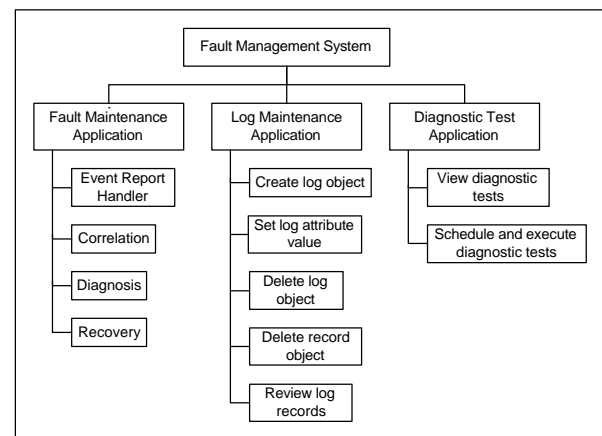 Fault Management System
Fault Maintenance
Application
Log Maintenance
Application
Diagnostic Test
Application
Event Report
Handler
Correlation
Diagnosis
Recovery
Create log object
Set log attribute
value
Delete log
object
Delete record
object
Review log
records
View diagnostic
tests
Schedule and execute
diagnostic tests